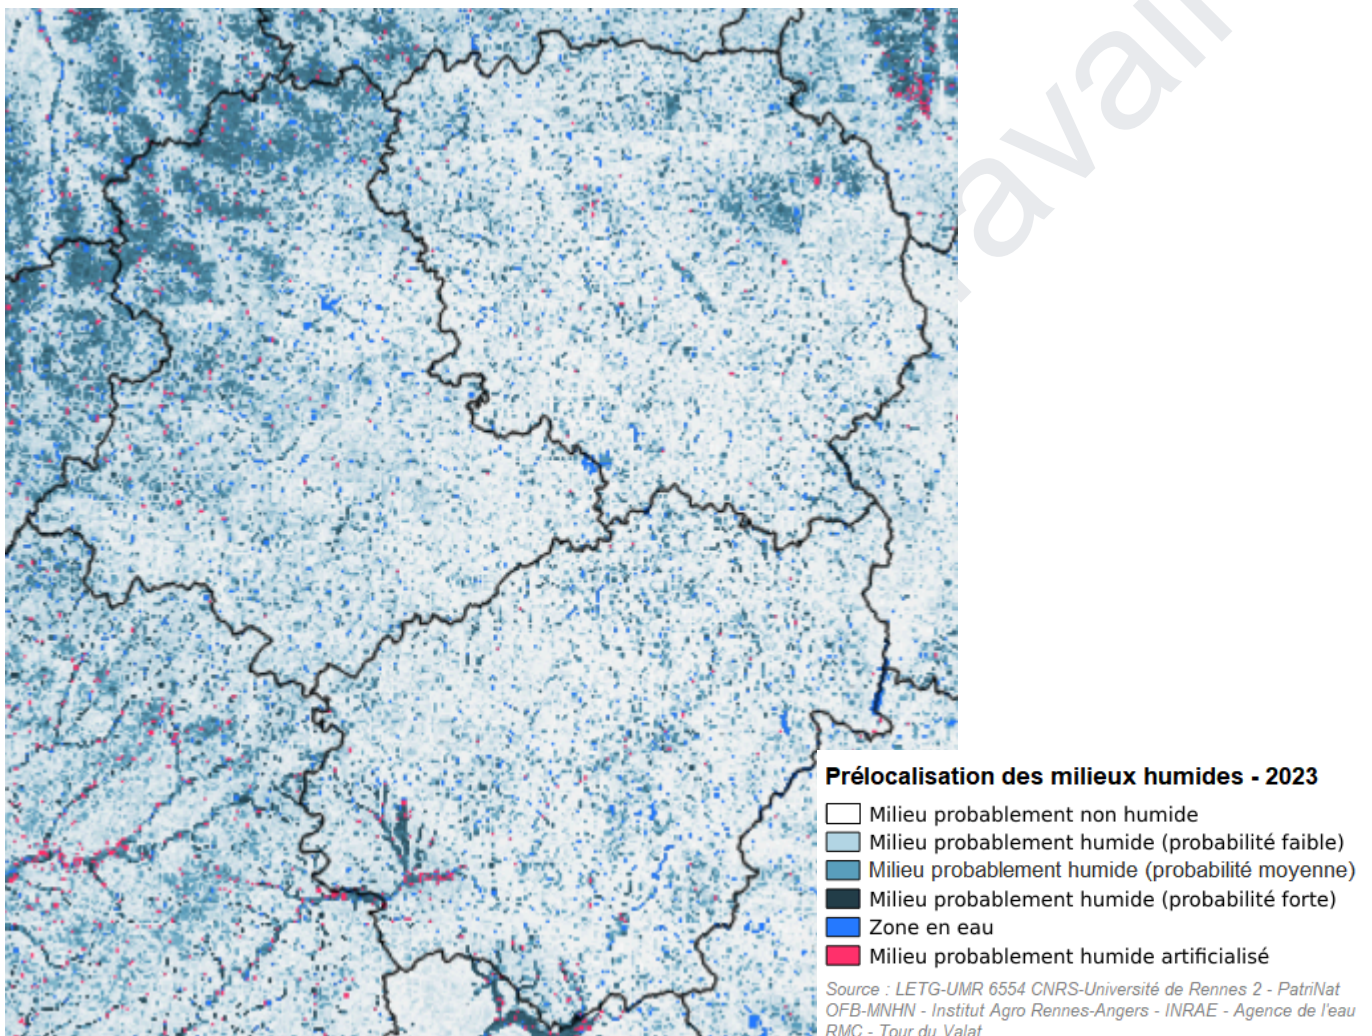 Prélocalisation des milieux humides - 2023
Milieu probablement non humide
Milieu probablement humide (probabilité faible)
Milieu probablement humide (probabilité moyenne)
Milieu probablement humide (probabilité forte)
Zone en eau
Milieu probablement humide artificialisé
Source : LETG-UMR 6554 CNRS-Université de Rennes 2 - PatriNat
OFB-MNHN - Institut Agro Rennes-Angers - INRAE - Agence de l'eau
RMC - Tour du Valat